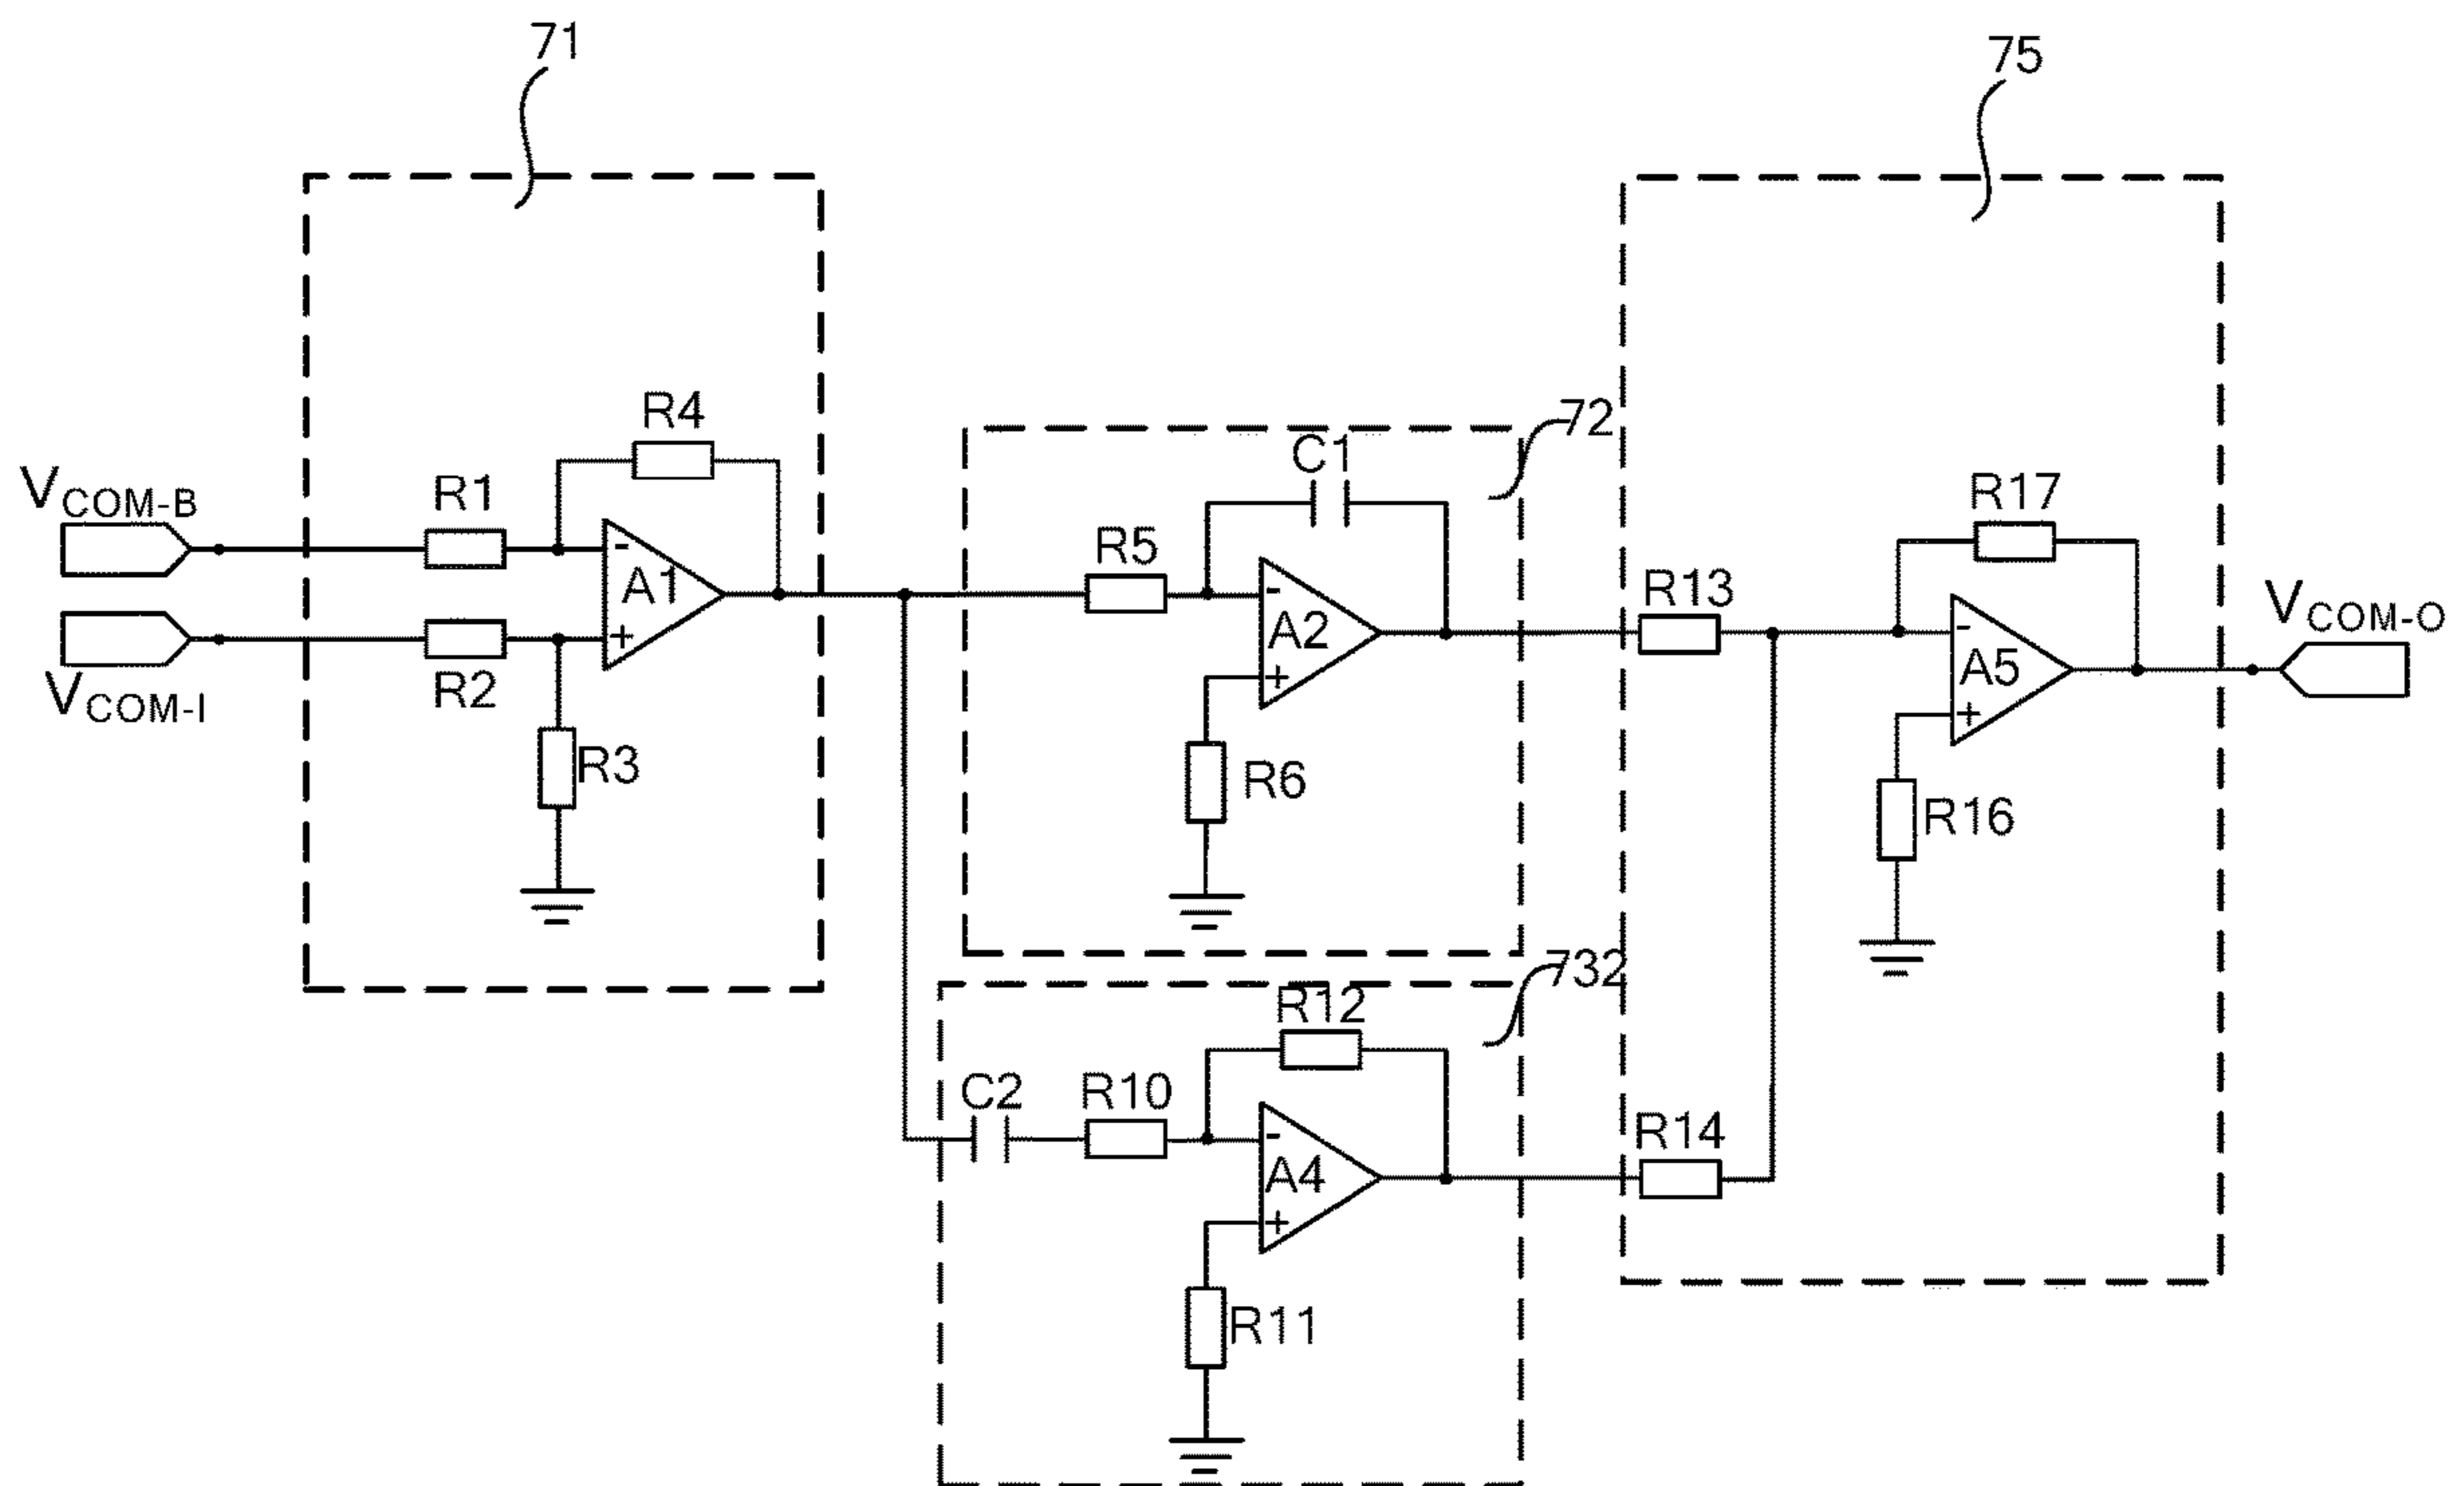 71
75
R4
72
C1
VCOM-B
R1
R17
-
A1
+
R5
R13
VCOM-O
-
A2
+
-
A5
+
VCOM-I
R2
R3
R6
R16
732
R12
C2
R10
R14
-
A4
+
R11